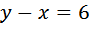 y − x = 6